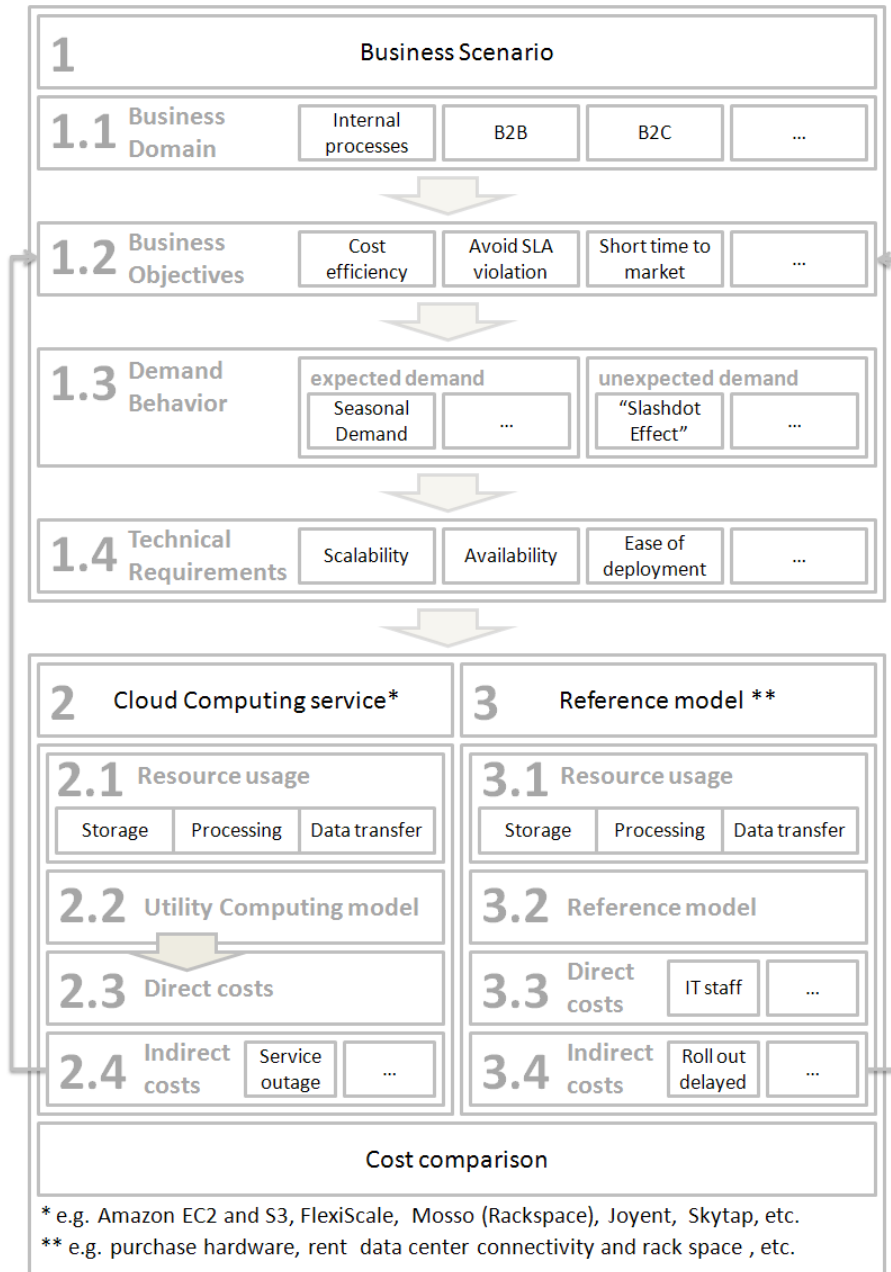 1 Business Scenario
1.1 Business Domain
Internal processes
B2B
B2C
...
1.2 Business Objectives
Cost efficiency
Avoid SLA violation
Short time to market
...
1.3 Demand Behavior
expected demand
Seasonal Demand
...
unexpected demand
“Slashdot Effect”
...
1.4 Technical Requirements
Scalability
Availability
Ease of deployment
...
2 Cloud Computing service*
3 Reference model **
2.1 Resource usage
Storage
Processing
Data transfer
3.1 Resource usage
Storage
Processing
Data transfer
2.2 Utility Computing model
3.2 Reference model
2.3 Direct costs
3.3 Direct costs
IT staff
...
2.4 Indirect costs
Service outage
...
3.4 Indirect costs
Roll out delayed
...
Cost comparison
* e.g. Amazon EC2 and S3, FlexiScale, Mosso (Rackspace), Joyent, Skytap, etc.
** e.g. purchase hardware, rent data center connectivity and rack space , etc.